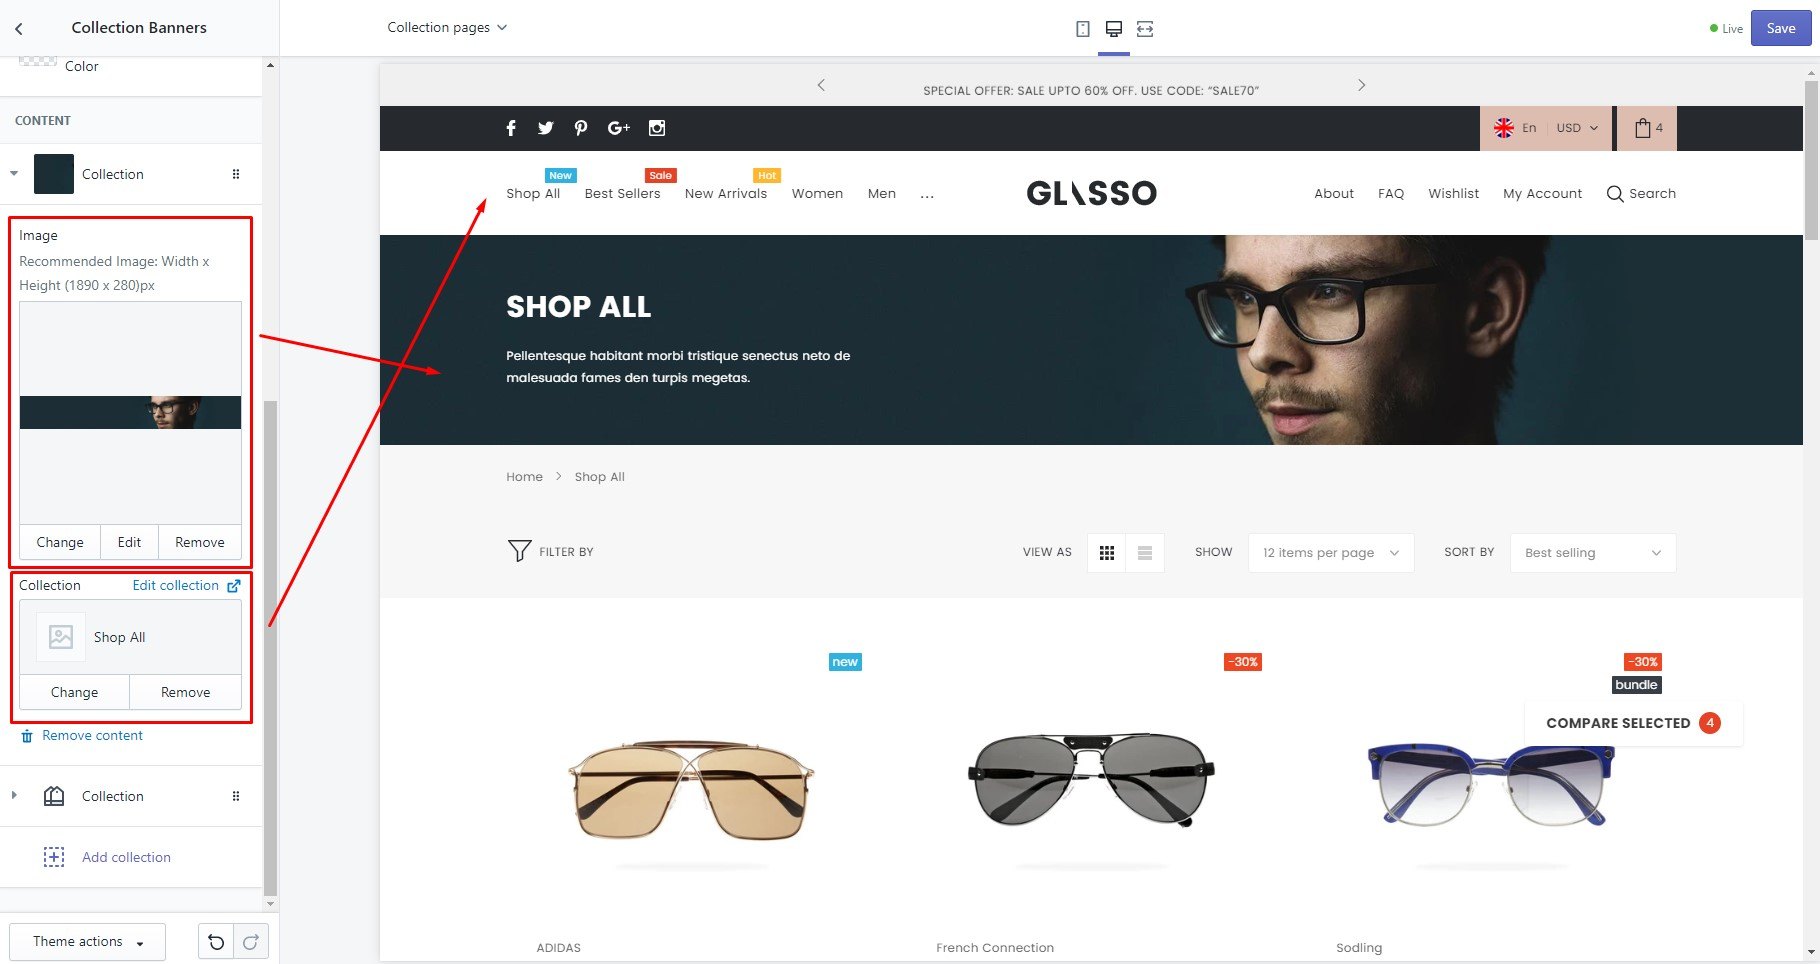 Collection Banners
Collection pages
Live
Save
Color
CONTENT
Collection
Image
Recommended Image: Width x
Height (1890 x 280)px
Change
Edit
Remove
Collection
Edit collection
Shop All
Change
Remove
Remove content
Collection
Add collection
Theme actions
SPECIAL OFFER: SALE UPTO 60% OFF. USE CODE: “SALE70”
En
USD
4
New
Sale
Hot
Shop All
Best Sellers
New Arrivals
Women
Men
...
GLASSO
About
FAQ
Wishlist
My Account
Search
SHOP ALL
Pellentesque habitant morbi tristique senectus neto de
malesuada fames den turpis megetas.
Home
Shop All
FILTER BY
VIEW AS
SHOW
12 items per page
SORT BY
Best selling
new
-30%
-30%
bundle
COMPARE SELECTED 4
ADIDAS
French Connection
Sodling